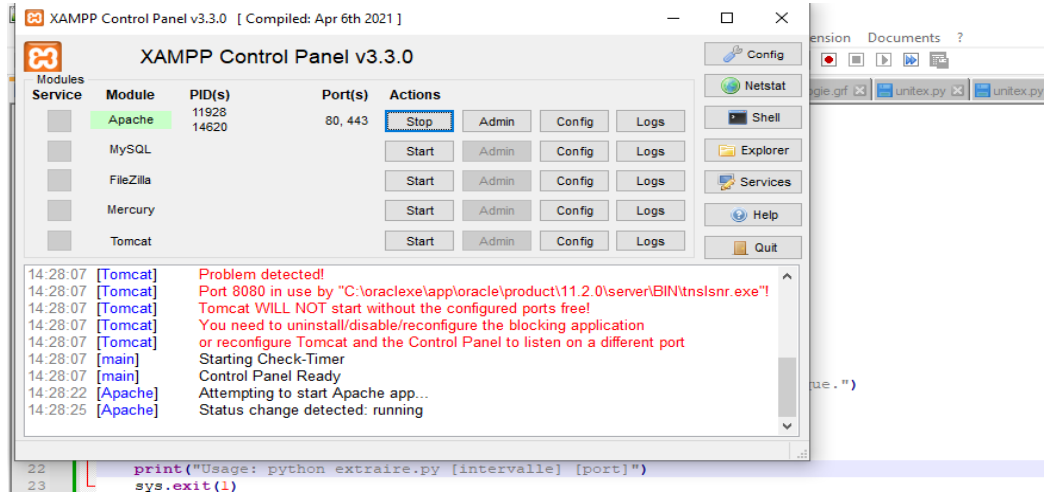 XAMPP Control Panel v3.3.0 [ Compiled: Apr 6th 2021 ]
ension Documents ?
XAMPP Control Panel v3.3.0
Config
Modules
Service Module PID(s) Port(s) Actions
Netstat
gie.grf unitex.py unitex.py
Apache 11928 14620 80, 443 Stop Admin Config Logs
Shell
MySQL Start Admin Config Logs
Explorer
FileZilla Start Admin Config Logs
Services
Mercury Start Admin Config Logs
Help
Tomcat Start Admin Config Logs
Quit
14:28:07 [Tomcat] Problem detected!
14:28:07 [Tomcat] Port 8080 in use by "C:\oraclexe\app\oracle\product\11.2.0\server\BIN\tnslsnr.exe"!
14:28:07 [Tomcat] Tomcat WILL NOT start without the configured ports free!
14:28:07 [Tomcat] You need to uninstall/disable/reconfigure the blocking application
14:28:07 [Tomcat] or reconfigure Tomcat and the Control Panel to listen on a different port
14:28:07 [main] Starting Check-Timer
14:28:07 [main] Control Panel Ready
14:28:22 [Apache] Attempting to start Apache app...
14:28:25 [Apache] Status change detected: running
ue.")
22 print("Usage: python extraire.py [intervalle] [port]")
23 sys.exit(1)